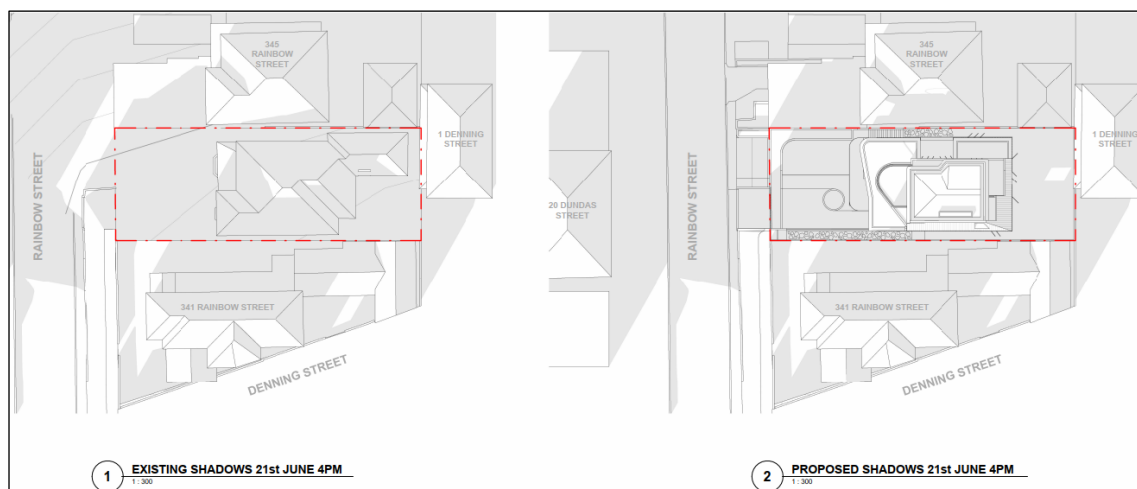 345
RAINBOW
STREET
1 DENNING
STREET
RAINBOW STREET
341 RAINBOW STREET
DENNING STREET
1
EXISTING SHADOWS 21st JUNE 4PM
1 : 300
345
RAINBOW
STREET
1 DENNING
STREET
20 DUNDAS
STREET
RAINBOW STREET
341 RAINBOW STREET
DENNING STREET
2
PROPOSED SHADOWS 21st JUNE 4PM
1 : 300